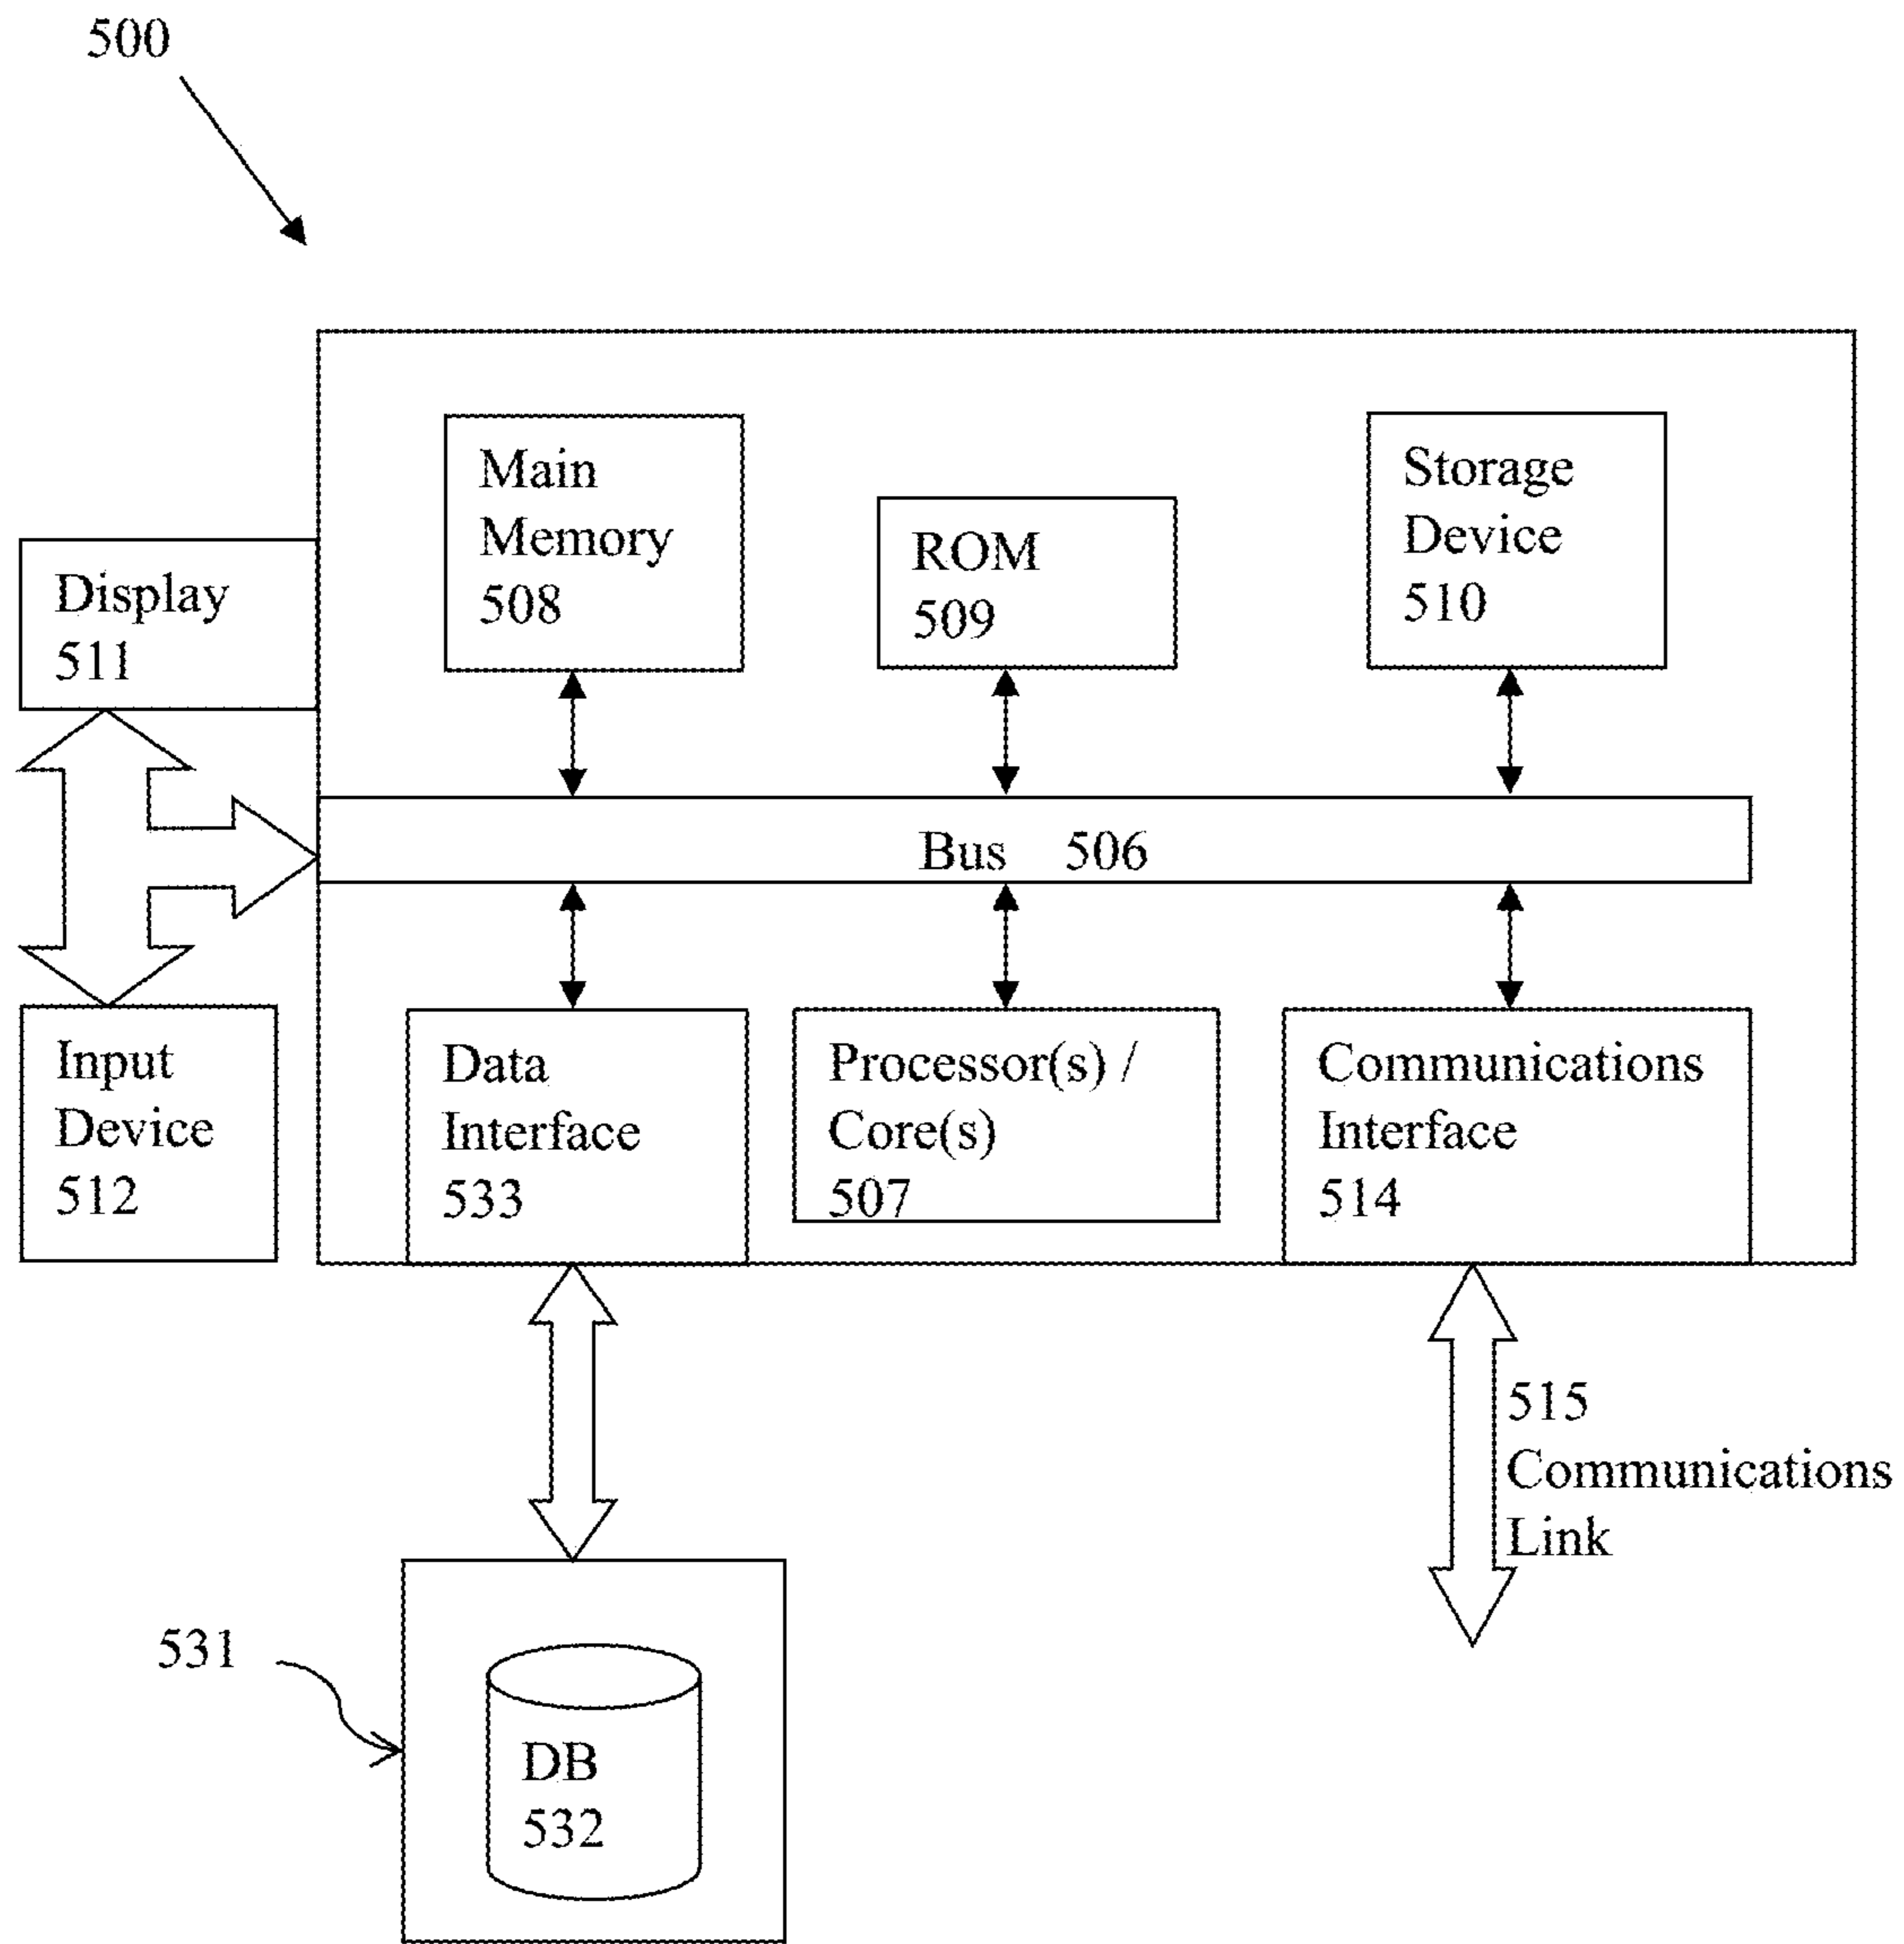 500
Main
Memory
508
ROM
509
Storage
Device
510
Display
511
Bus 506
Input
Device
512
Data
Interface
533
Processor(s) /
Core(s)
507
Communications
Interface
514
515
Communications
Link
531
DB
532